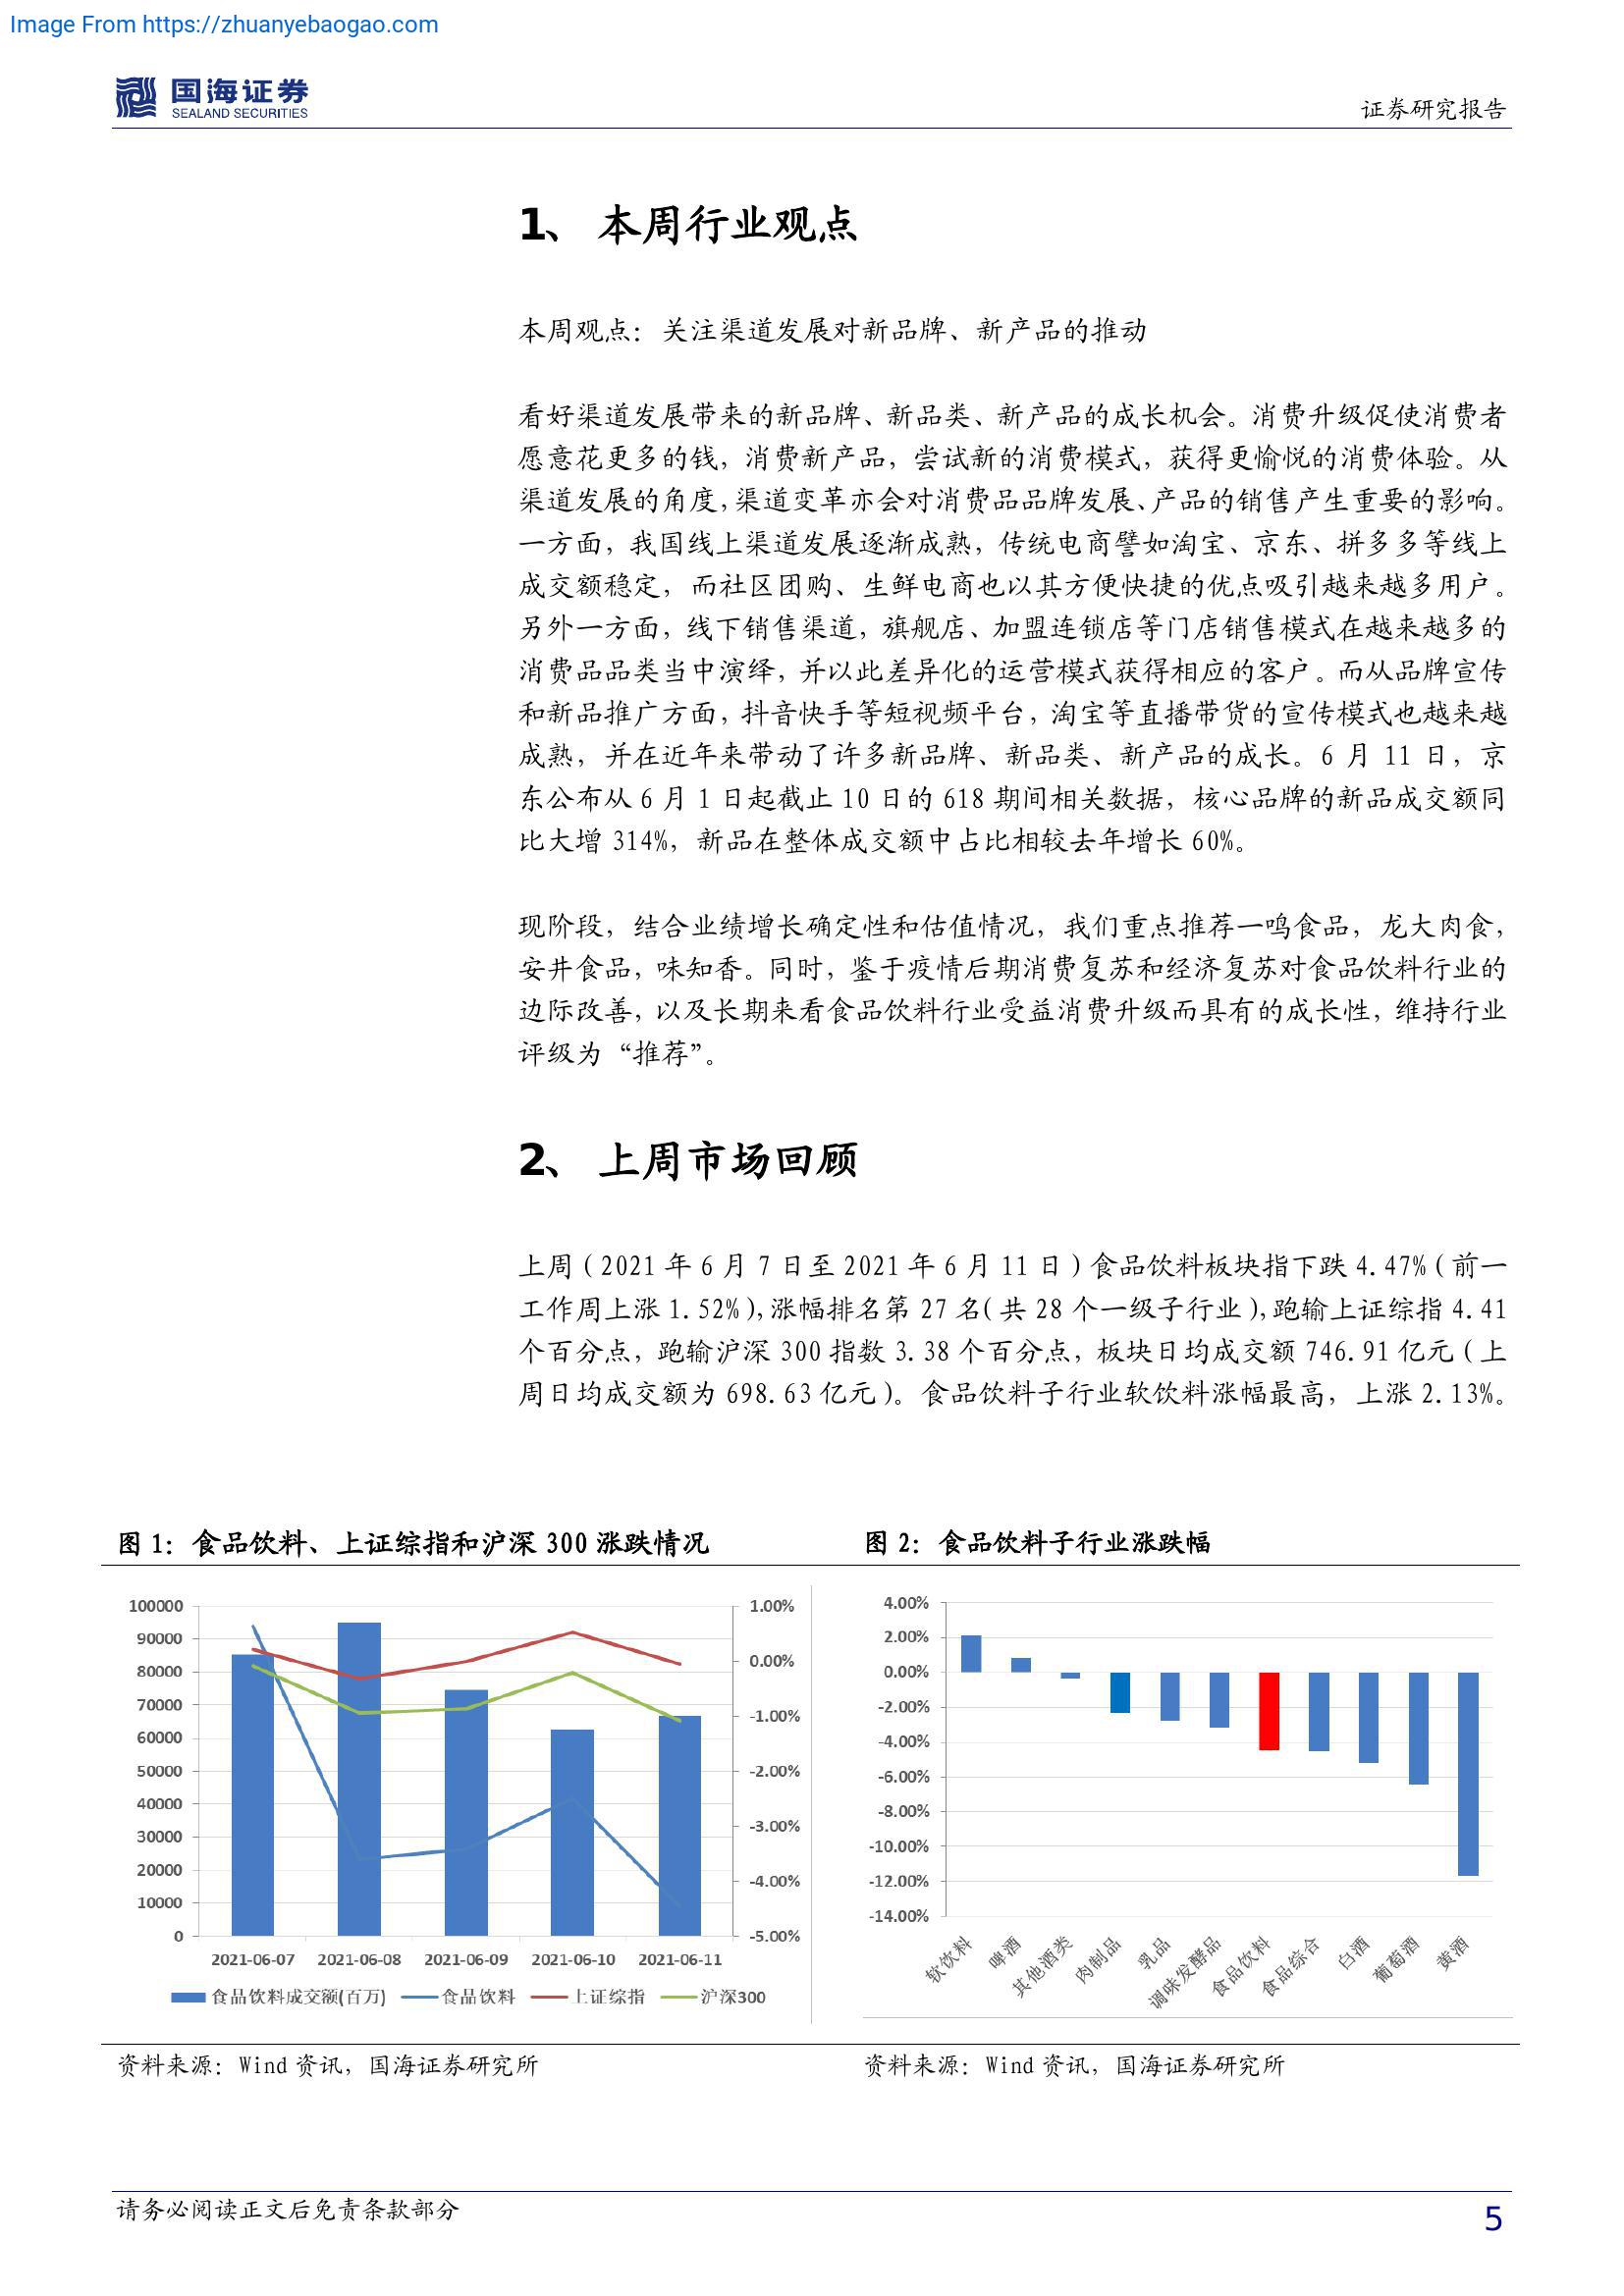 Image From https://zhuanyebaogao.com
国海证券
SEALAND SECURITIES
证券研究报告
1、 本周行业观点
本周观点：关注渠道发展对新品牌、新产品的推动
看好渠道发展带来的新品牌、新品类、新产品的成长机会。消费升级促使消费者
愿意花更多的钱，消费新产品，尝试新的消费模式，获得更愉悦的消费体验。从
渠道发展的角度，渠道变革亦会对消费品品牌发展、产品的销售产生重要的影响。
一方面，我国线上渠道发展逐渐成熟，传统电商譬如淘宝、京东、拼多多等线上
成交额稳定，而社区团购、生鲜电商也以其方便快捷的优点吸引越来越多用户。
另外一方面，线下销售渠道，旗舰店、加盟连锁店等门店销售模式在越来越多的
消费品品类当中演绎，并以此差异化的运营模式获得相应的客户。而从品牌宣传
和新品推广方面，抖音快手等短视频平台，淘宝等直播带货的宣传模式也越来越
成熟，并在近年来带动了许多新品牌、新品类、新产品的成长。6 月 11 日，京
东公布从 6 月 1 日起截止 10 日的 618 期间相关数据，核心品牌的新品成交额同
比大增 314%，新品在整体成交额中占比相较去年增长 60%。
现阶段，结合业绩增长确定性和估值情况，我们重点推荐一鸣食品，龙大肉食，
安井食品，味知香。同时，鉴于疫情后期消费复苏和经济复苏对食品饮料行业的
边际改善，以及长期来看食品饮料行业受益消费升级而具有的成长性，维持行业
评级为“推荐”。
2、 上周市场回顾
上周（2021 年 6 月 7 日至 2021 年 6 月 11 日）食品饮料板块指下跌 4.47%（前一
工作周上涨 1.52%），涨幅排名第 27 名（共 28 个一级子行业），跑输上证综指 4.41
个百分点，跑输沪深 300 指数 3.38 个百分点，板块日均成交额 746.91 亿元（上
周日均成交额为 698.63 亿元）。食品饮料子行业软饮料涨幅最高，上涨 2.13%。
图 1：食品饮料、上证综指和沪深 300 涨跌情况
100000
90000
80000
70000
60000
50000
40000
30000
20000
10000
0
1.00%
0.00%
-1.00%
-2.00%
-3.00%
-4.00%
-5.00%
2021-06-07 2021-06-08 2021-06-09 2021-06-10 2021-06-11
食品饮料成交额(百万) 食品饮料 上证综指 沪深300
资料来源：Wind 资讯，国海证券研究所
图 2：食品饮料子行业涨跌幅
4.00%
2.00%
0.00%
-2.00%
-4.00%
-6.00%
-8.00%
-10.00%
-12.00%
-14.00%
软饮料 啤酒 其他酒类 肉制品 乳品 调味发酵品 食品饮料 食品综合 白酒 葡萄酒 黄酒
资料来源：Wind 资讯，国海证券研究所
请务必阅读正文后免责条款部分
5